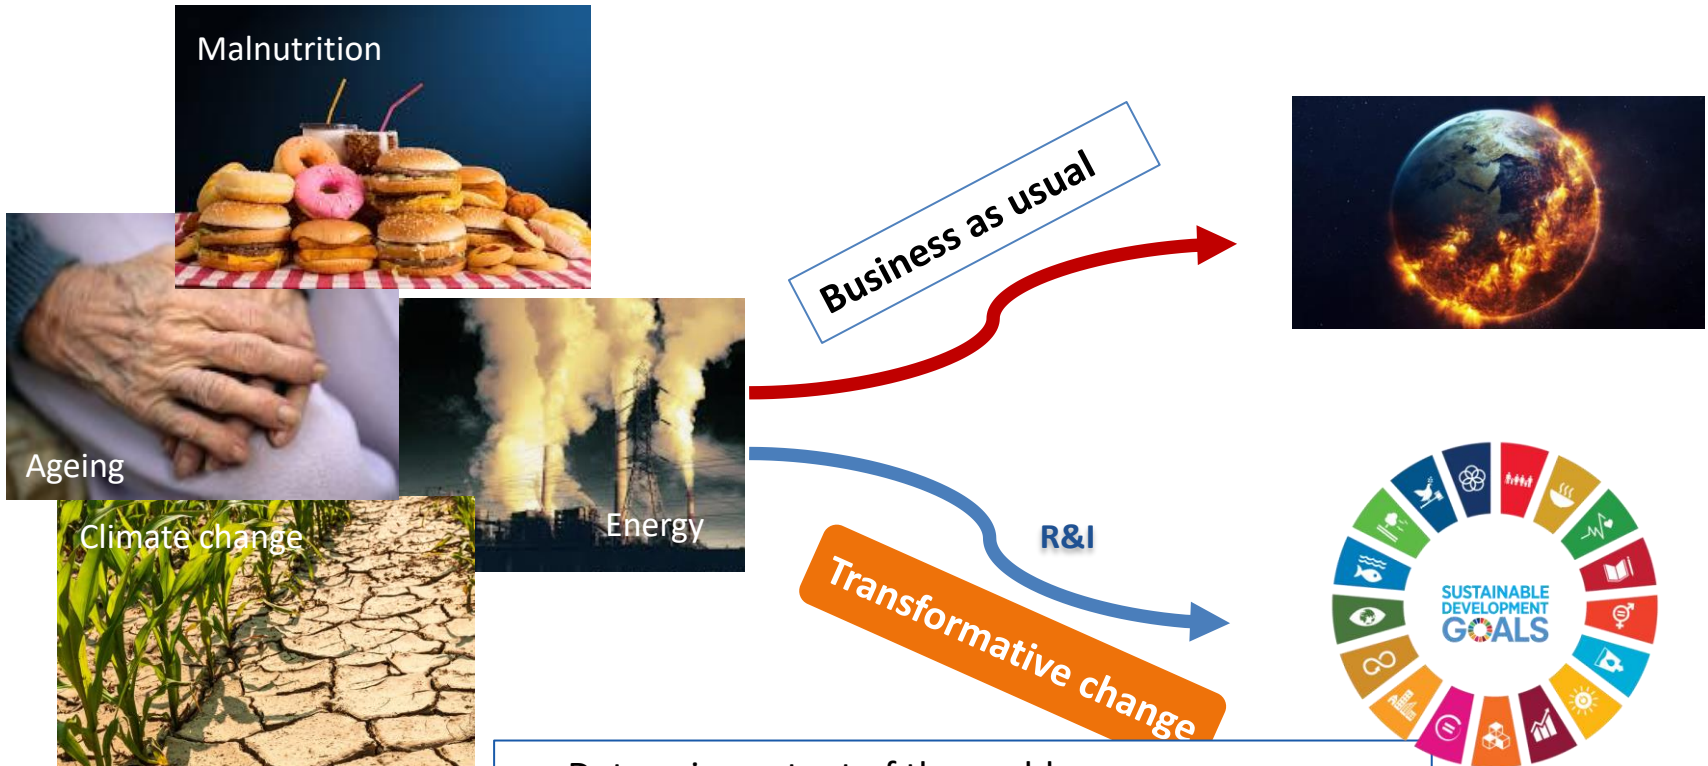 Malnutrition
Business as usual
Ageing
Climate change
Energy
R&I
Transformative change
SUSTAINABLE
DEVELOPMENT
GOALS